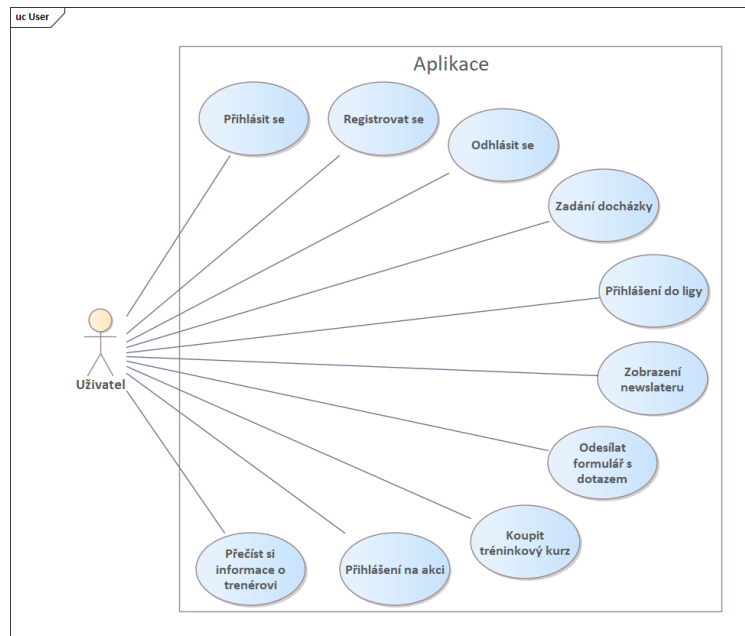 uc User
Aplikace
Přihlásit se
Registrovat se
Odhlásit se
Zadání docházky
Přihlášení do ligy
Uživatel
Zobrazení
newslateru
Odesílat
formulář s
dotazem
Koupit
tréninkový kurz
Přihlášení na akci
Přečíst si
informace o
trenérovi